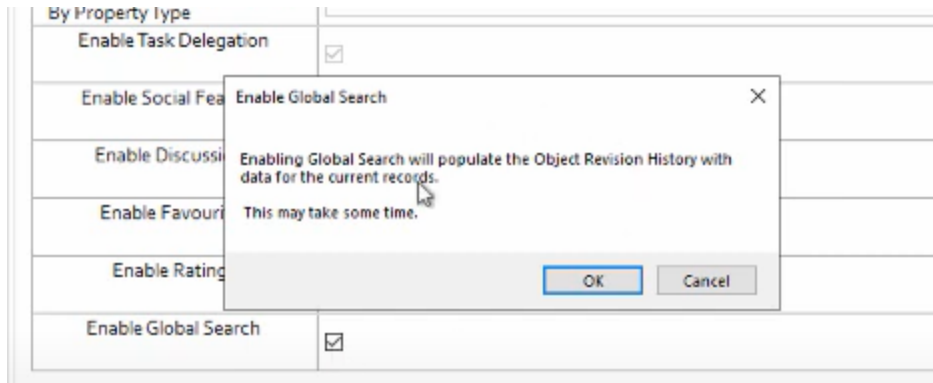 By Property Type
Enable Task Delegation
Enable Social Fea
Enable Global Search
Enabling Global Search will populate the Object Revision History with
data for the current records.
This may take some time.
OK Cancel
Enable Discussi
Enable Favouri
Enable Rating
Enable Global Search